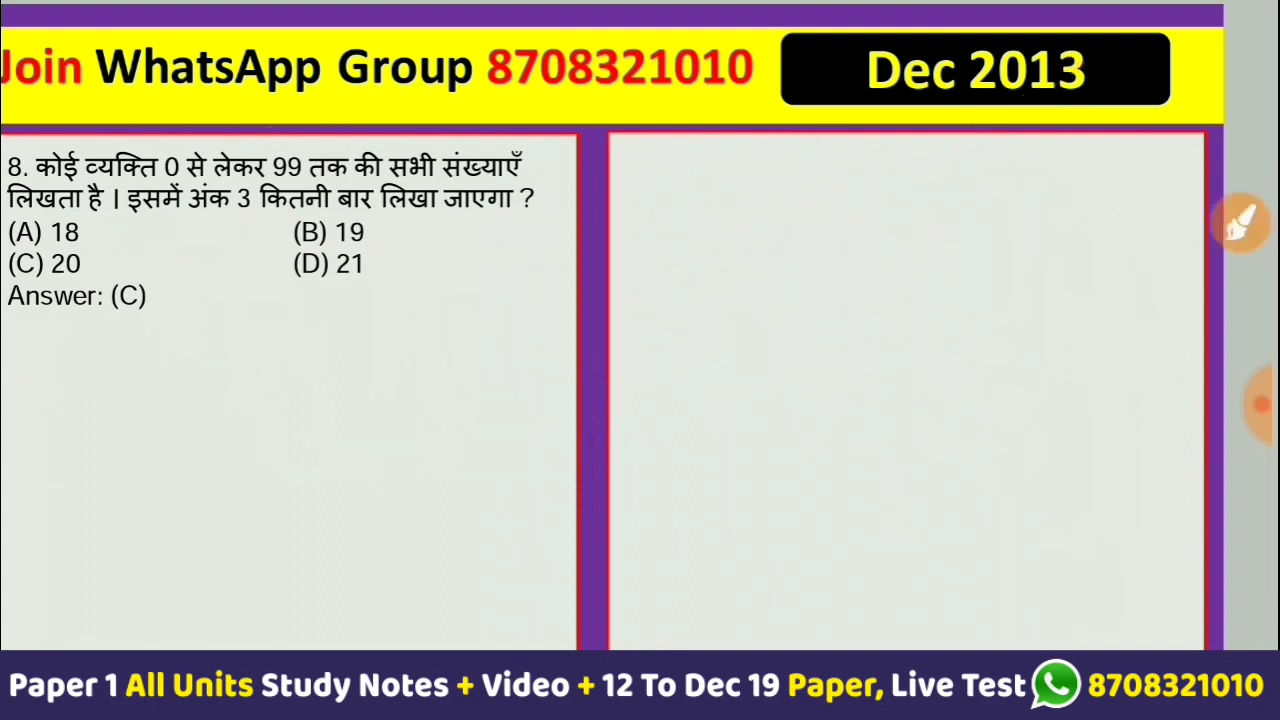 Join WhatsApp Group 8708321010
Dec 2013
8. कोई व्यक्ति 0 से लेकर 99 तक की सभी संख्याएँ
लिखता है । इसमें अंक 3 कितनी बार लिखा जाएगा ?
(A) 18 (B) 19
(C) 20 (D) 21
Answer: (C)
Paper 1 All Units Study Notes + Video + 12 To Dec 19 Paper, Live Test 8708321010